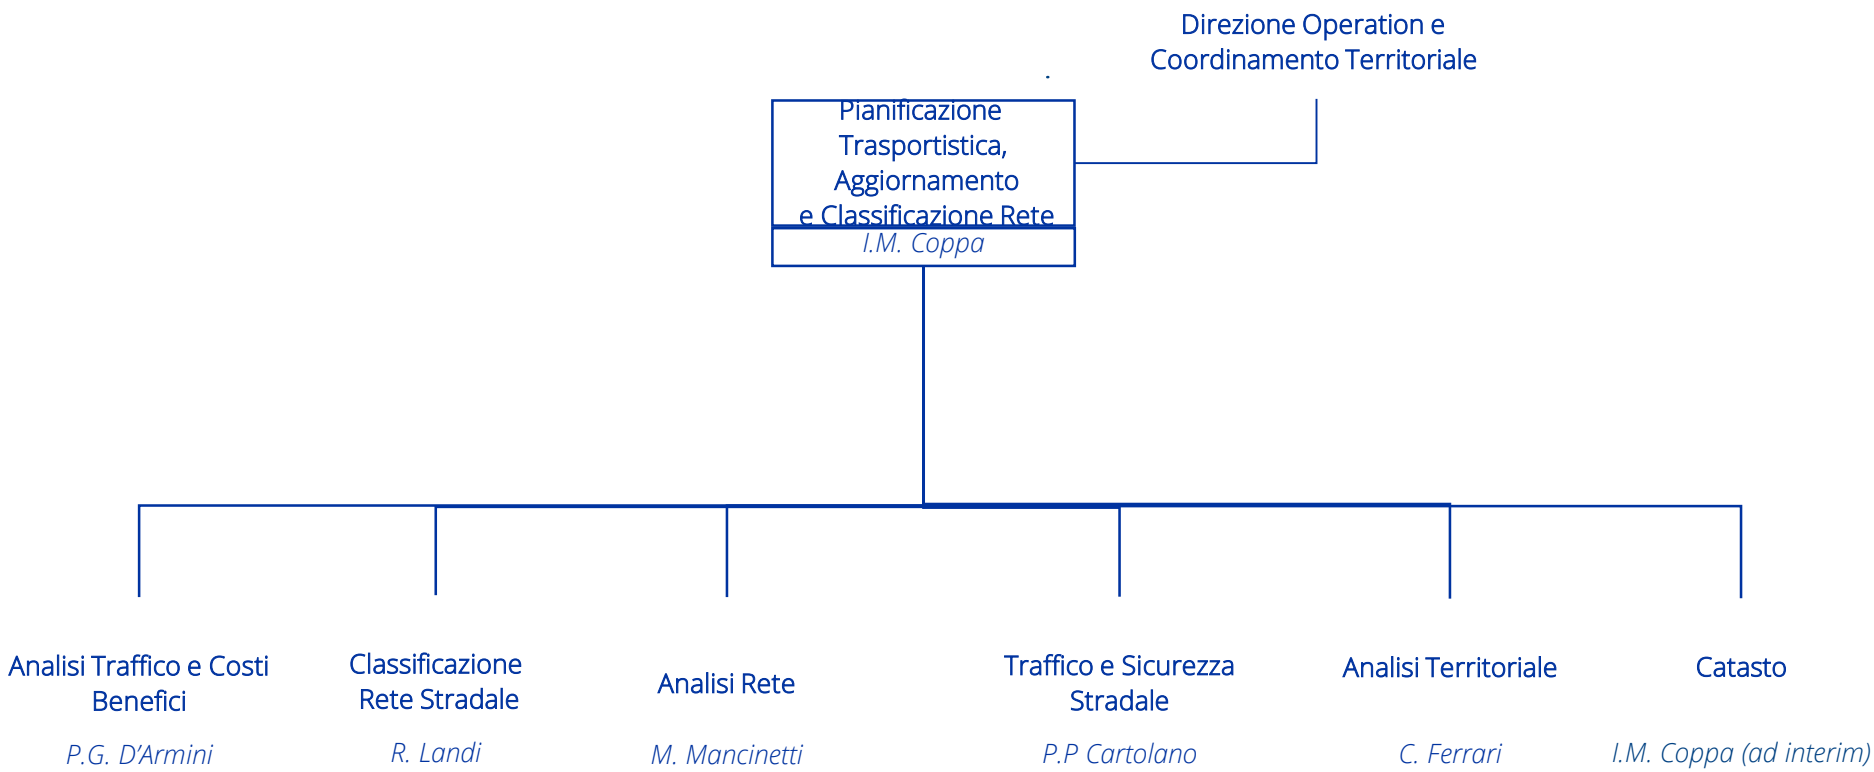 Direzione Operation e
Coordinamento Territoriale
.
Pianificazione
Trasportistica,
Aggiornamento
e Classificazione Rete
I.M. Coppa
Analisi Traffico e Costi
Benefici
P.G. D’Armini
Classificazione
Rete Stradale
R. Landi
Analisi Rete
M. Mancinetti
Traffico e Sicurezza
Stradale
P.P Cartolano
Analisi Territoriale
C. Ferrari
Catasto
I.M. Coppa (ad interim)